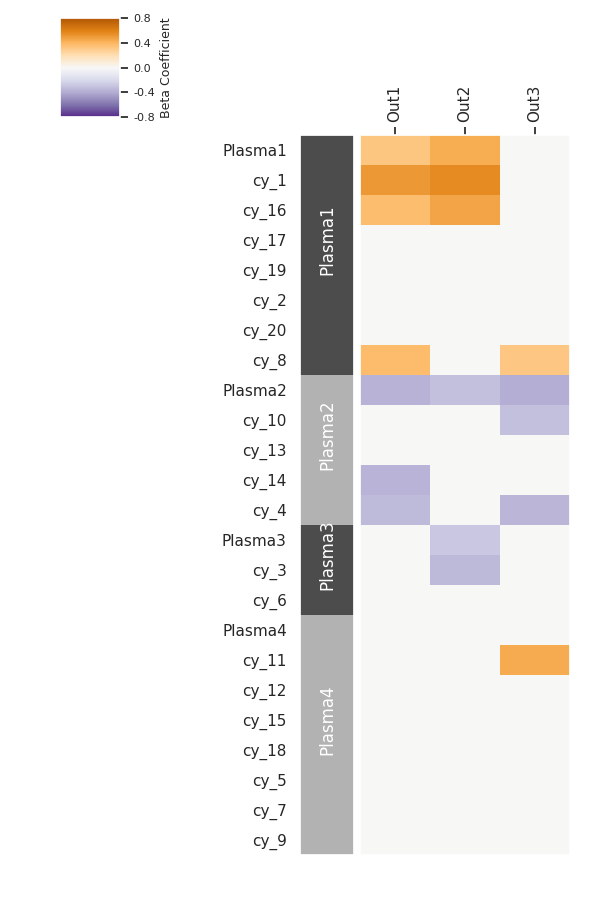 0.8
0.4
0.0
-0.4
-0.8
Beta Coefficient
Out1
Out2
Out3
Plasma1
cy_1
cy_16
cy_17
cy_19
cy_2
cy_20
cy_8
Plasma2
cy_10
cy_13
cy_14
cy_4
Plasma3
cy_3
cy_6
Plasma4
cy_11
cy_12
cy_15
cy_18
cy_5
cy_7
cy_9
Plasma1
Plasma2
Plasma3
Plasma4